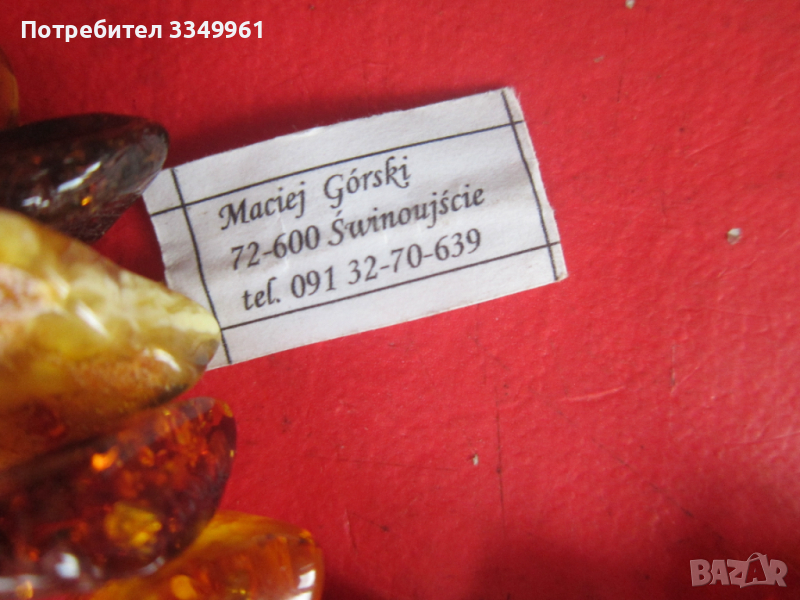 Потребител 3349961
Maciej Górski
72-600 Świnoujście
tel. 091 32-70-639
BAZAR